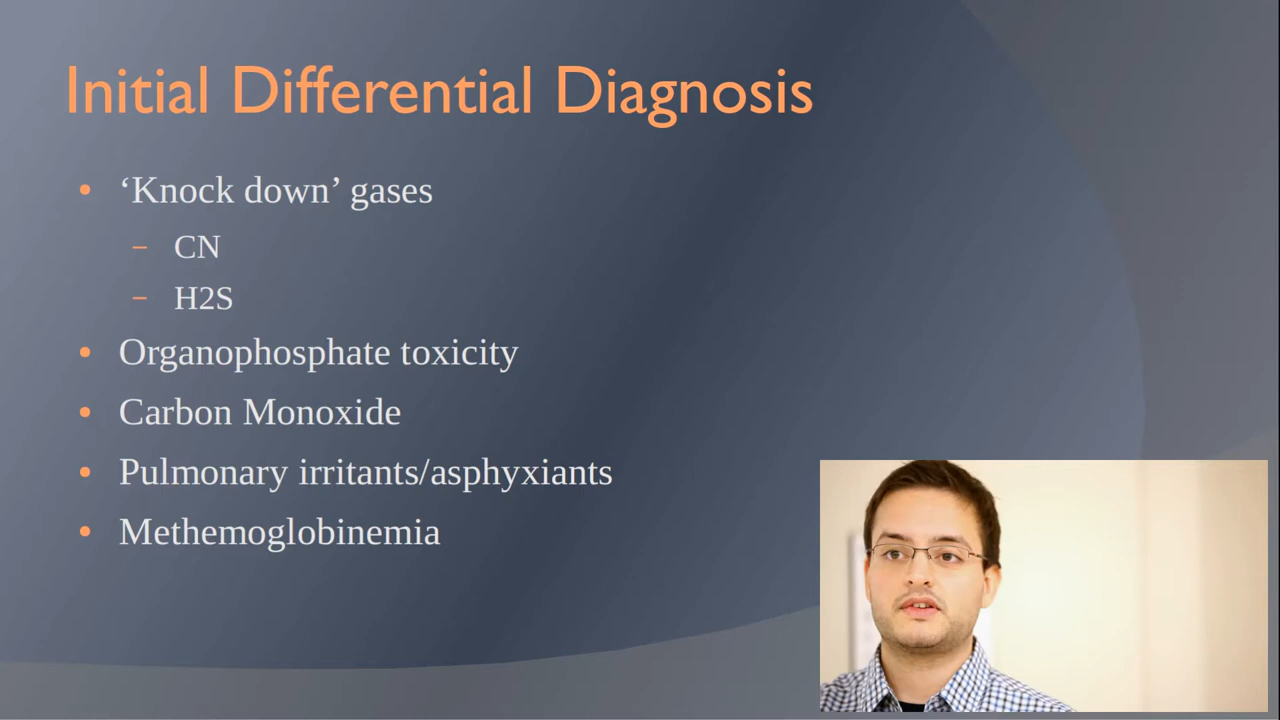 Initial Differential Diagnosis
• ‘Knock down’ gases
– CN
– H2S
• Organophosphate toxicity
• Carbon Monoxide
• Pulmonary irritants/asphyxiants
• Methemoglobinemia